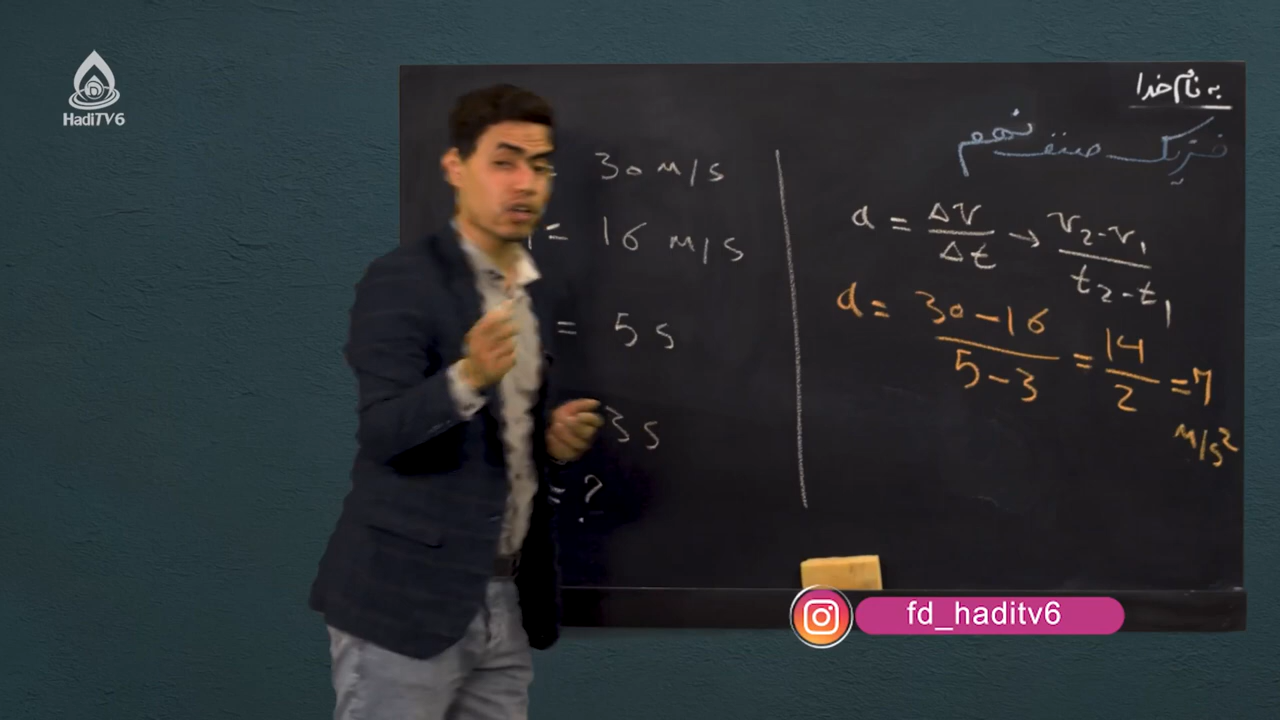 HadiTV6
به نام خدا
فزیک صنف نهم
30 m/s
= 16 m/s
= 5 s
3 s
= ?
a = Δv/Δt → v₂-v₁/t₂-t₁
a = 30-16/5-3 = 14/2 = 7
m/s²
fd_haditv6